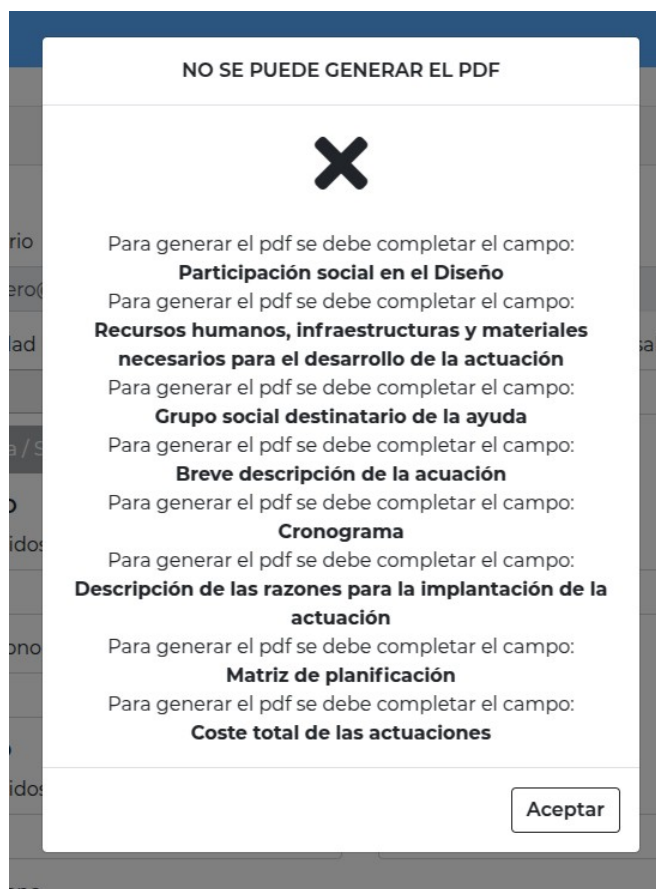 NO SE PUEDE GENERAR EL PDF
Para generar el pdf se debe completar el campo:
Participación social en el Diseño
Para generar el pdf se debe completar el campo:
Recursos humanos, infraestructuras y materiales
necesarios para el desarrollo de la actuación
Para generar el pdf se debe completar el campo:
Grupo social destinatario de la ayuda
Para generar el pdf se debe completar el campo:
Breve descripción de la acuación
Para generar el pdf se debe completar el campo:
Cronograma
Para generar el pdf se debe completar el campo:
Descripción de las razones para la implantación de la
actuación
Para generar el pdf se debe completar el campo:
Matriz de planificación
Para generar el pdf se debe completar el campo:
Coste total de las actuaciones
Aceptar